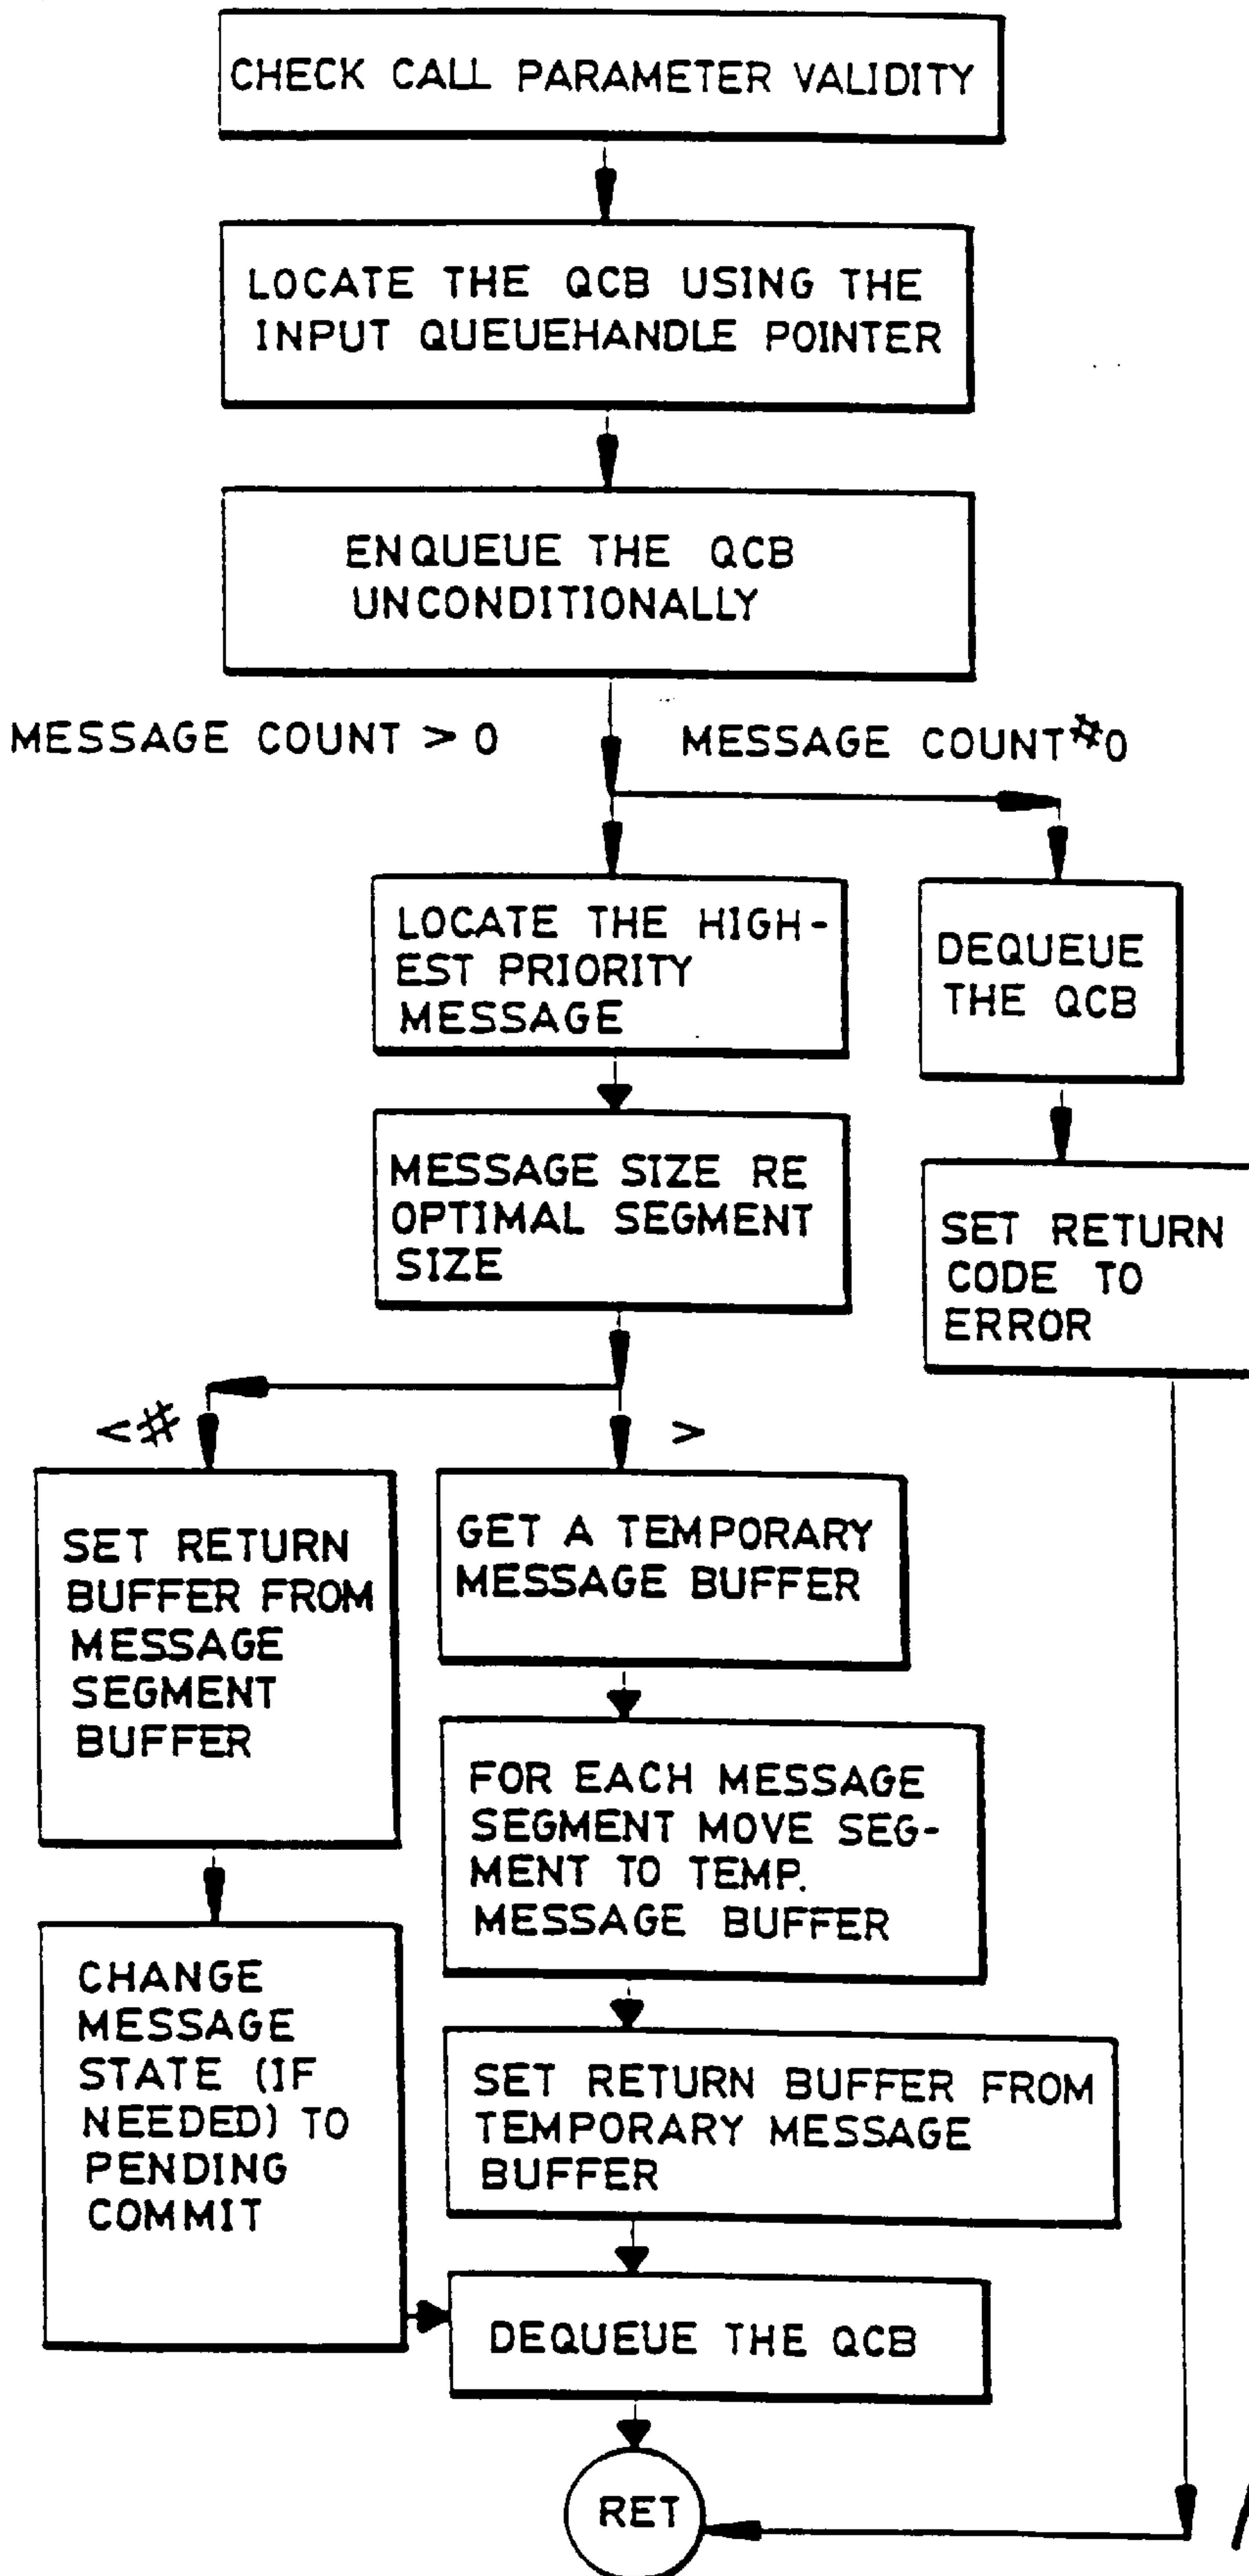 CHECK CALL PARAMETER VALIDITY
LOCATE THE QCB USING THE
INPUT QUEUEHANDLE POINTER
ENQUEUE THE QCB
UNCONDITIONALLY
MESSAGE COUNT > 0
MESSAGE COUNT # 0
LOCATE THE HIGH-
EST PRIORITY
MESSAGE
DEQUEUE
THE QCB
MESSAGE SIZE RE
OPTIMAL SEGMENT
SIZE
SET RETURN
CODE TO
ERROR
<#
>
SET RETURN
BUFFER FROM
MESSAGE
SEGMENT
BUFFER
GET A TEMPORARY
MESSAGE BUFFER
FOR EACH MESSAGE
SEGMENT MOVE SEG-
MENT TO TEMP.
MESSAGE BUFFER
CHANGE
MESSAGE
STATE (IF
NEEDED) TO
PENDING
COMMIT
SET RETURN BUFFER FROM
TEMPORARY MESSAGE
BUFFER
DEQUEUE THE QCB
RET